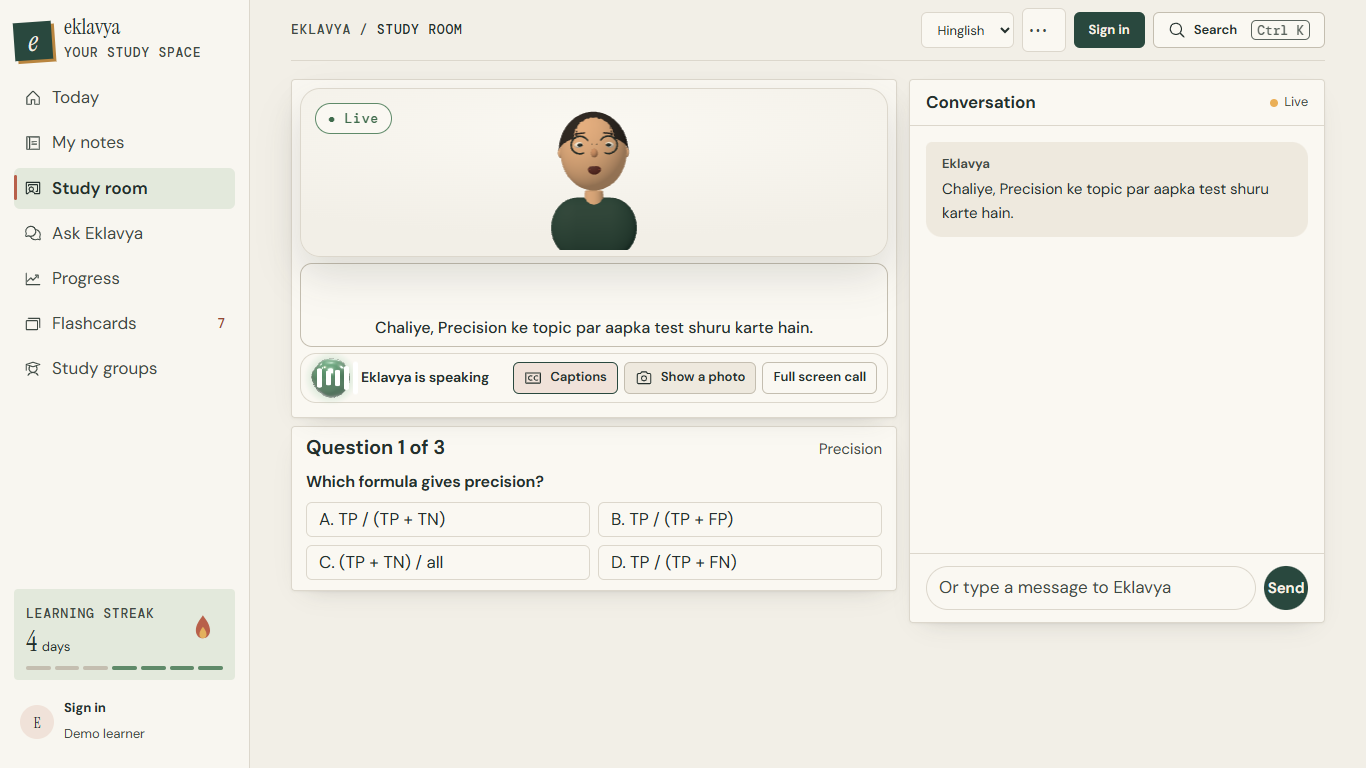 e
eklavya
YOUR STUDY SPACE
Today
My notes
Study room
Ask Eklavya
Progress
Flashcards 7
Study groups
LEARNING STREAK
4 days
E
Sign in
Demo learner
EKLAVYA / STUDY ROOM
Hinglish
Sign in
Search Ctrl K
Live
Chaliye, Precision ke topic par aapka test shuru karte hain.
Eklavya is speaking
CC Captions
Show a photo
Full screen call
Question 1 of 3
Precision
Which formula gives precision?
A. TP / (TP + TN)
B. TP / (TP + FP)
C. (TP + TN) / all
D. TP / (TP + FN)
Conversation
Live
Eklavya
Chaliye, Precision ke topic par aapka test shuru
karte hain.
Or type a message to Eklavya
Send